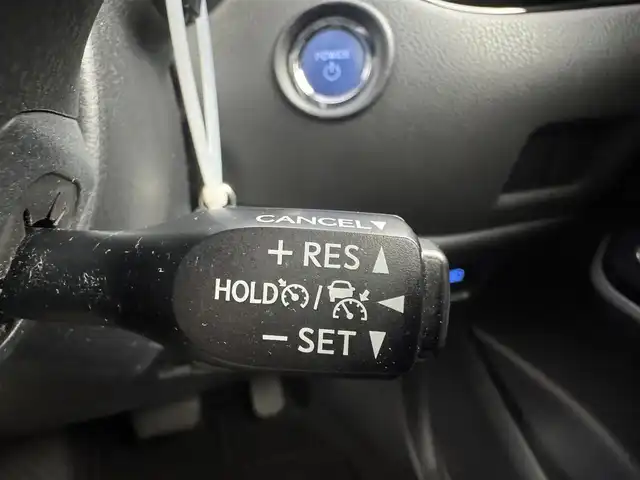 POWER
CANCEL▼
+ RES ▲
HOLD / ◀
− SET ▼